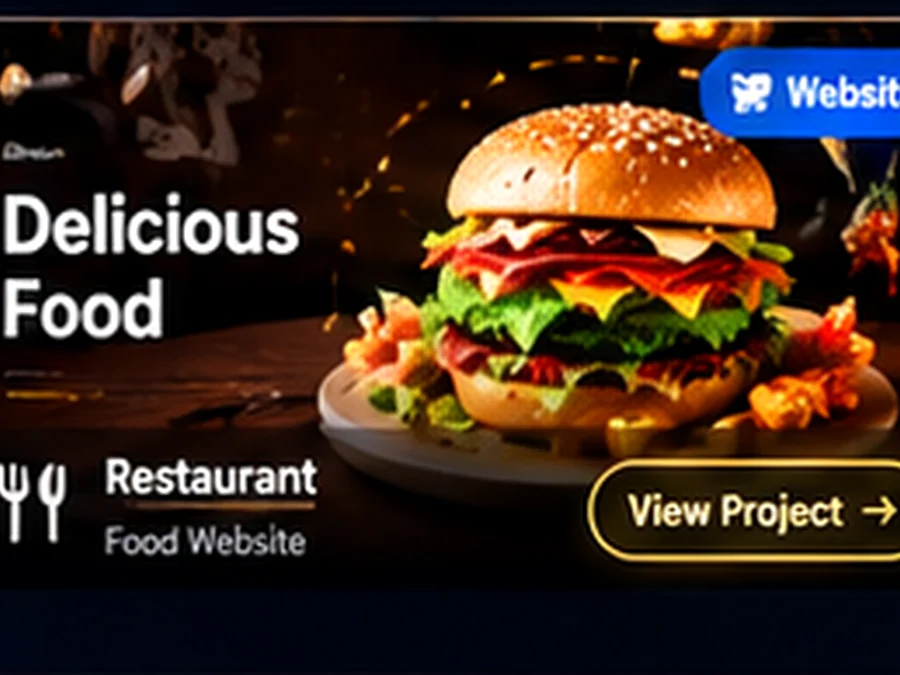 Websit
Delicious
Food
Restaurant
Food Website
View Project →